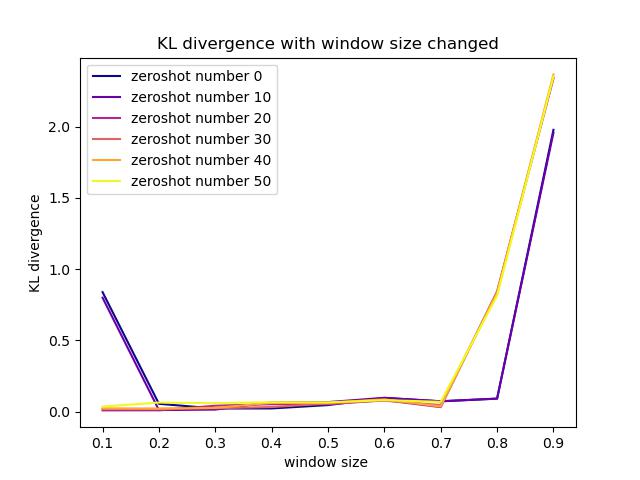 KL divergence with window size changed
zeroshot number 0
zeroshot number 10
zeroshot number 20
zeroshot number 30
zeroshot number 40
zeroshot number 50
KL divergence
2.0
1.5
1.0
0.5
0.0
0.1 0.2 0.3 0.4 0.5 0.6 0.7 0.8 0.9
window size